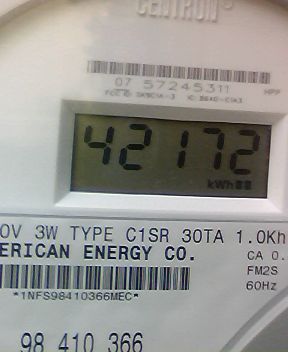 CENTRON®
07 57245311
HPP
42172
kWh
0V 3W TYPE C1SR 30TA 1.0Kh
ERICAN ENERGY CO.
CA 0.
FM2S
60Hz
*1NFS98410366MEC*
98 410 366